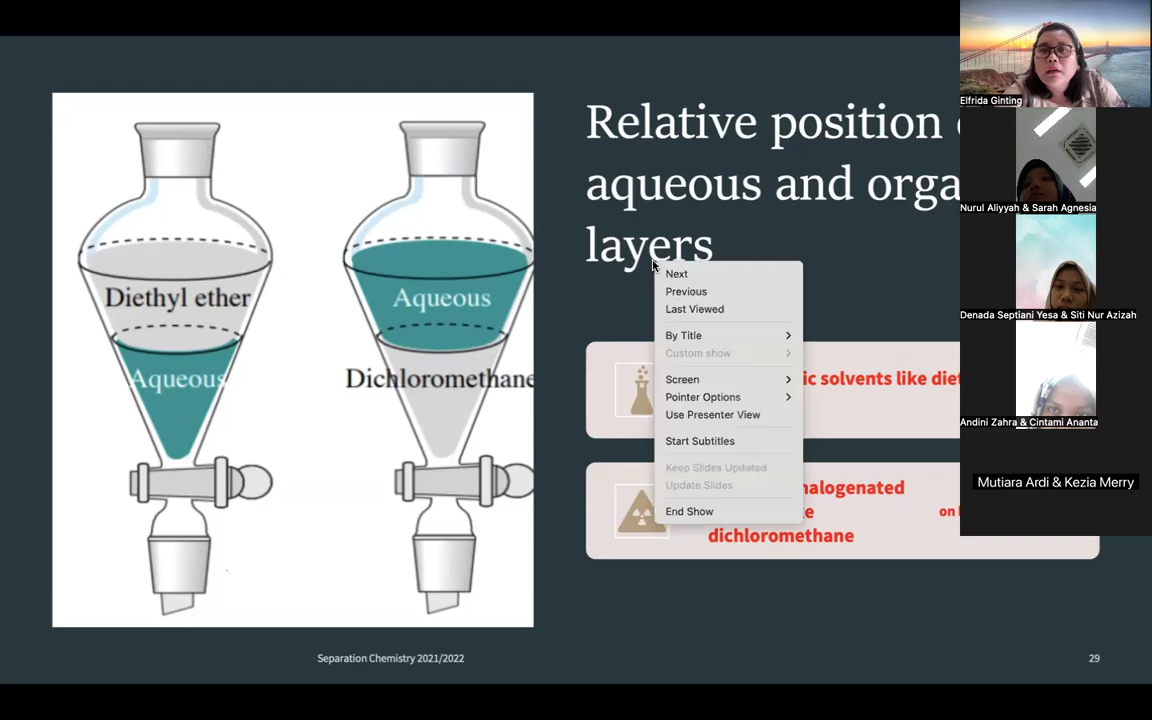 Relative position
aqueous and orga
layers
Diethyl ether
Aqueous
Aqueous
Dichloromethane
Next
Previous
Last Viewed
By Title
Custom show
Screen
Pointer Options
Use Presenter View
Start Subtitles
Keep Slides Updated
Update Slides
End Show
ic solvents like diet
halogenated
e
dichloromethane
on
Separation Chemistry 2021/2022
29
Elfrida Ginting
Nurul Aliyyah & Sarah Agnesia
Denada Septiani Yesa & Siti Nur Azizah
Andini Zahra & Cintami Ananta
Mutiara Ardi & Kezia Merry